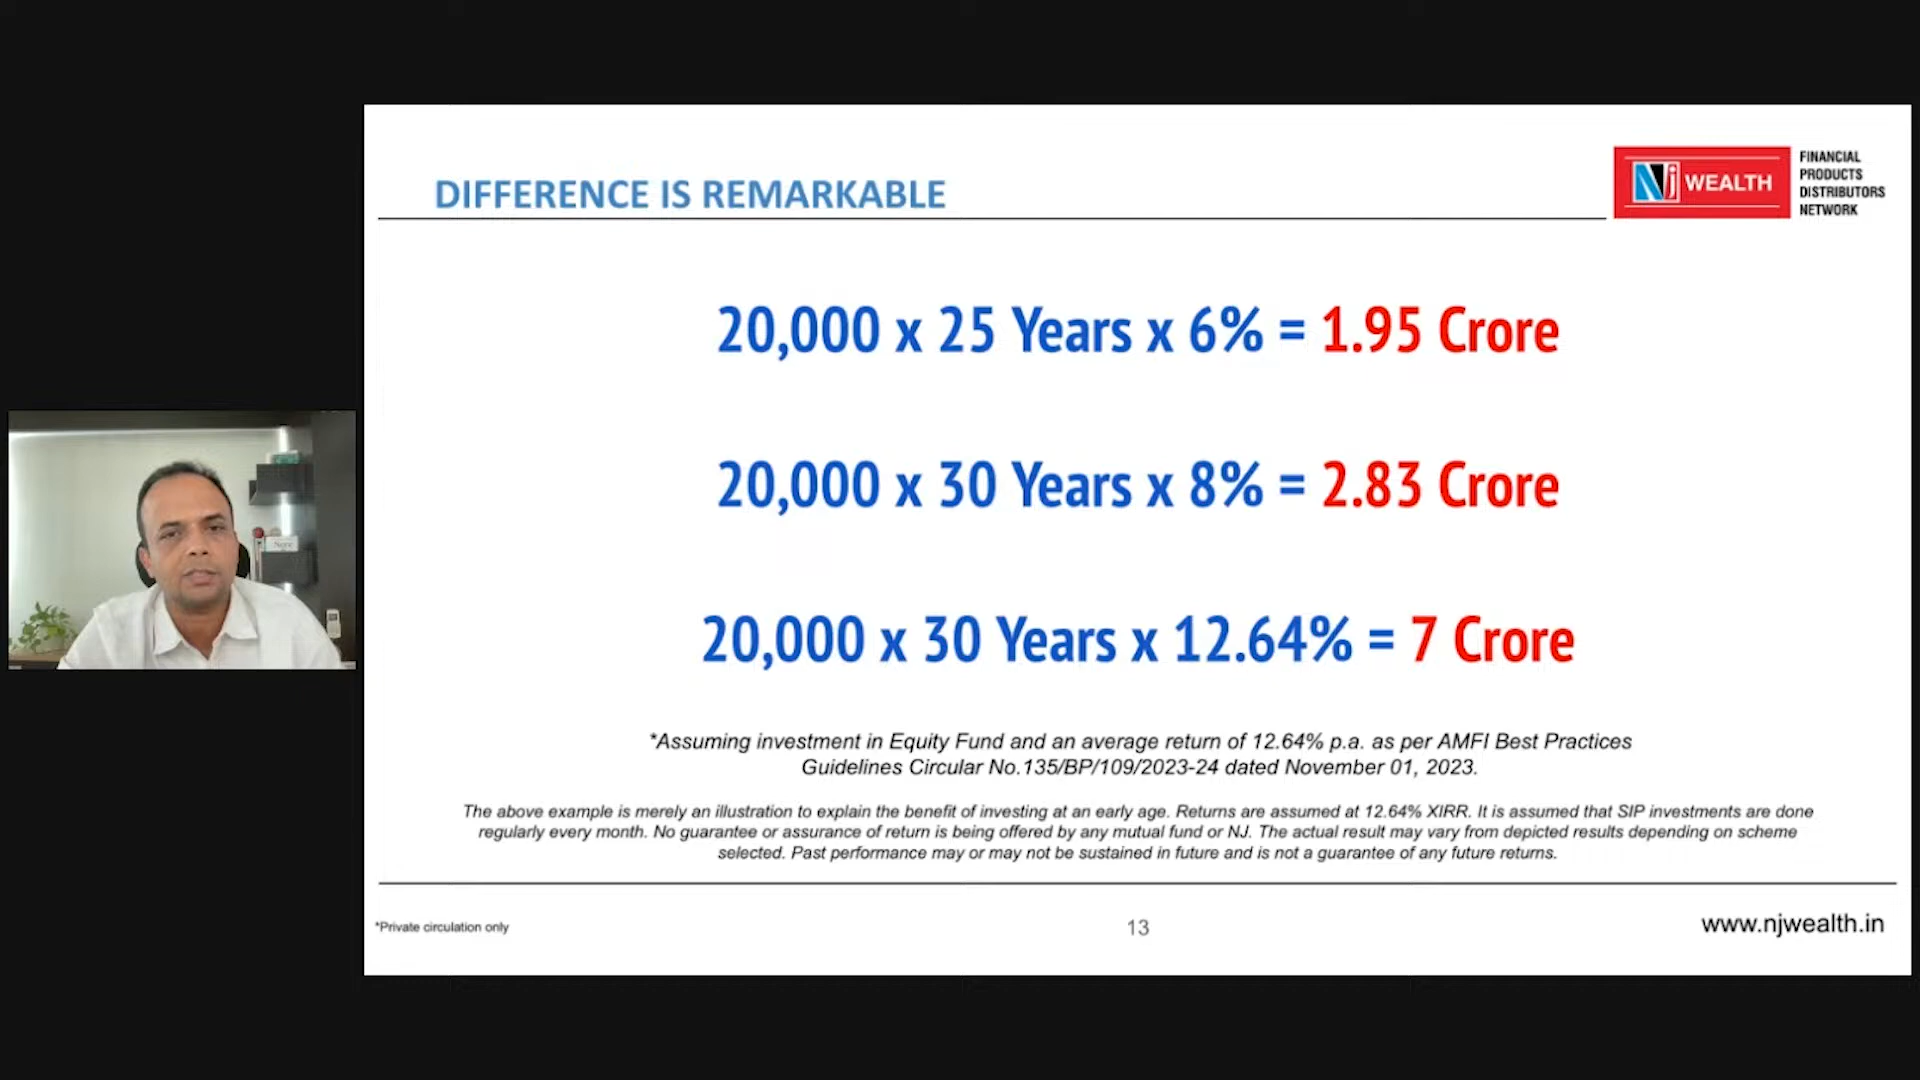 DIFFERENCE IS REMARKABLE
Nj WEALTH
FINANCIAL
PRODUCTS
DISTRIBUTORS
NETWORK
20,000 x 25 Years x 6% = 1.95 Crore
20,000 x 30 Years x 8% = 2.83 Crore
20,000 x 30 Years x 12.64% = 7 Crore
*Assuming investment in Equity Fund and an average return of 12.64% p.a. as per AMFI Best Practices
Guidelines Circular No.135/BP/109/2023-24 dated November 01, 2023.
The above example is merely an illustration to explain the benefit of investing at an early age. Returns are assumed at 12.64% XIRR. It is assumed that SIP investments are done
regularly every month. No guarantee or assurance of return is being offered by any mutual fund or NJ. The actual result may vary from depicted results depending on scheme
selected. Past performance may or may not be sustained in future and is not a guarantee of any future returns.
*Private circulation only
13
www.njwealth.in